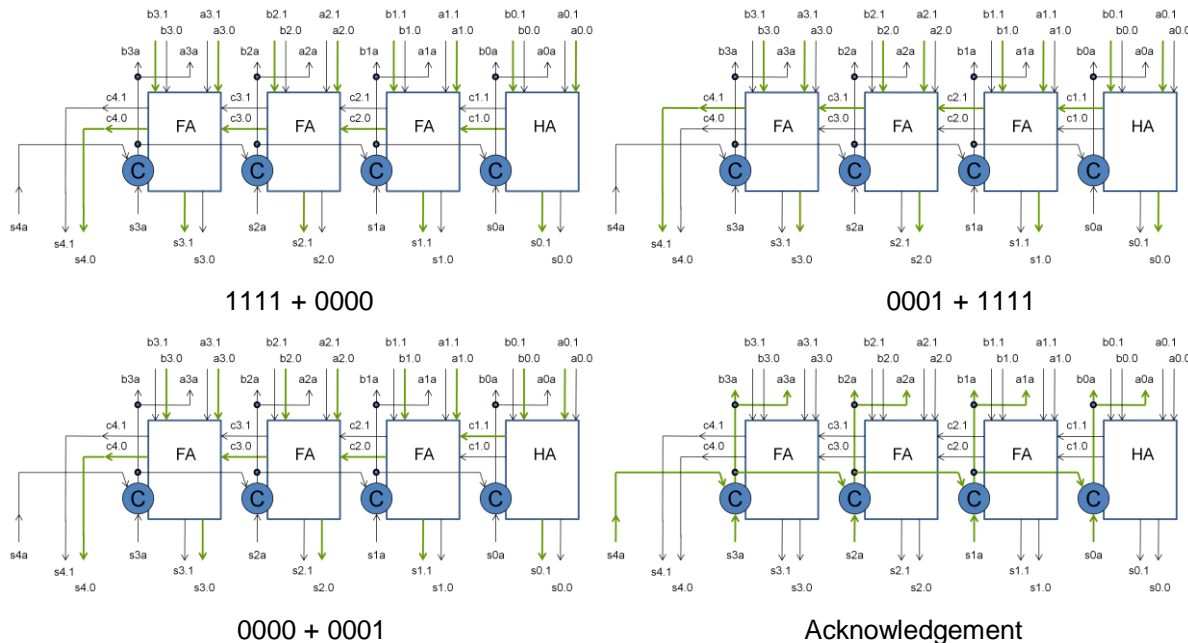 b3.1 a3.1 b2.1 a2.1 b1.1 a1.1 b0.1 a0.1
b3.0 a3.0 b2.0 a2.0 b1.0 a1.0 b0.0 a0.0
b3a a3a b2a a2a b1a a1a b0a a0a
c4.1 c3.1 c2.1 c1.1
c4.0 FA c3.0 FA c2.0 FA c1.0 HA
C C C C
s4a s3a s2a s1a s0a
s4.1 s3.1 s2.1 s1.1 s0.1
s4.0 s3.0 s2.0 s1.0 s0.0
1111 + 0000
b3.1 a3.1 b2.1 a2.1 b1.1 a1.1 b0.1 a0.1
b3.0 a3.0 b2.0 a2.0 b1.0 a1.0 b0.0 a0.0
b3a a3a b2a a2a b1a a1a b0a a0a
c4.1 c3.1 c2.1 c1.1
c4.0 FA c3.0 FA c2.0 FA c1.0 HA
C C C C
s4a s3a s2a s1a s0a
s4.1 s3.1 s2.1 s1.1 s0.1
s4.0 s3.0 s2.0 s1.0 s0.0
0001 + 1111
b3.1 a3.1 b2.1 a2.1 b1.1 a1.1 b0.1 a0.1
b3.0 a3.0 b2.0 a2.0 b1.0 a1.0 b0.0 a0.0
b3a a3a b2a a2a b1a a1a b0a a0a
c4.1 c3.1 c2.1 c1.1
c4.0 FA c3.0 FA c2.0 FA c1.0 HA
C C C C
s4a s3a s2a s1a s0a
s4.1 s3.1 s2.1 s1.1 s0.1
s4.0 s3.0 s2.0 s1.0 s0.0
0000 + 0001
b3.1 a3.1 b2.1 a2.1 b1.1 a1.1 b0.1 a0.1
b3.0 a3.0 b2.0 a2.0 b1.0 a1.0 b0.0 a0.0
b3a a3a b2a a2a b1a a1a b0a a0a
c4.1 c3.1 c2.1 c1.1
c4.0 FA c3.0 FA c2.0 FA c1.0 HA
C C C C
s4a s3a s2a s1a s0a
s4.1 s3.1 s2.1 s1.1 s0.1
s4.0 s3.0 s2.0 s1.0 s0.0
Acknowledgement